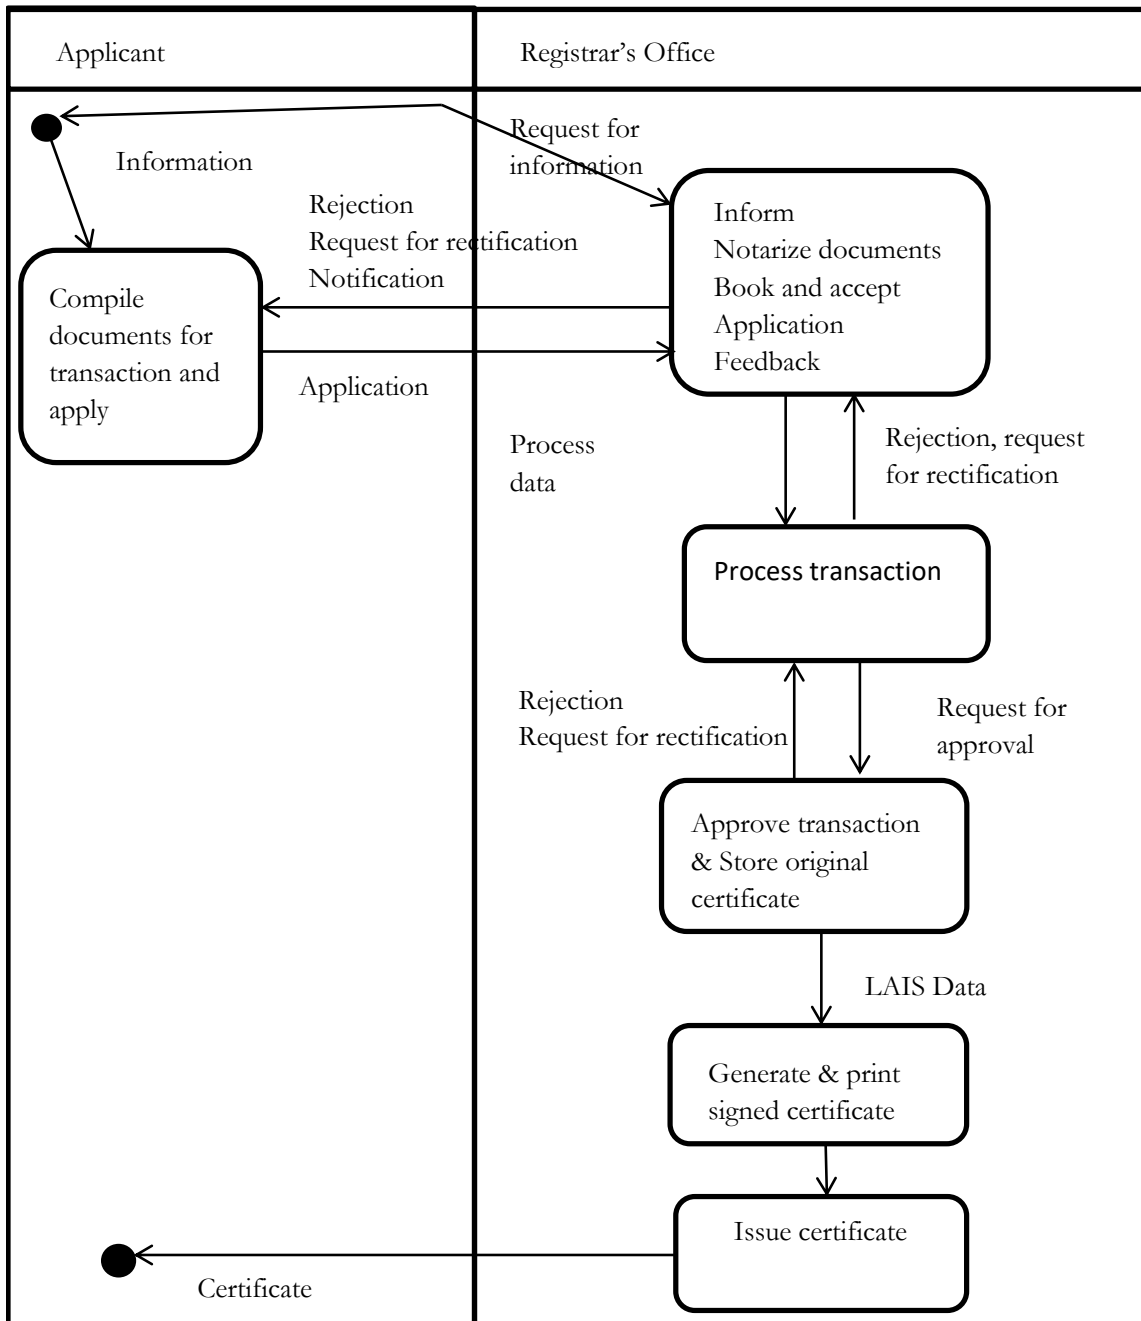 Applicant
Registrar’s Office
Information
Request for
information
Rejection
Request for rectification
Notification
Inform
Notarize documents
Book and accept
Application
Feedback
Compile
documents for
transaction and
apply
Application
Process
data
Rejection, request
for rectification
Process transaction
Rejection
Request for rectification
Request for
approval
Approve transaction
& Store original
certificate
LAIS Data
Generate & print
signed certificate
Issue certificate
Certificate